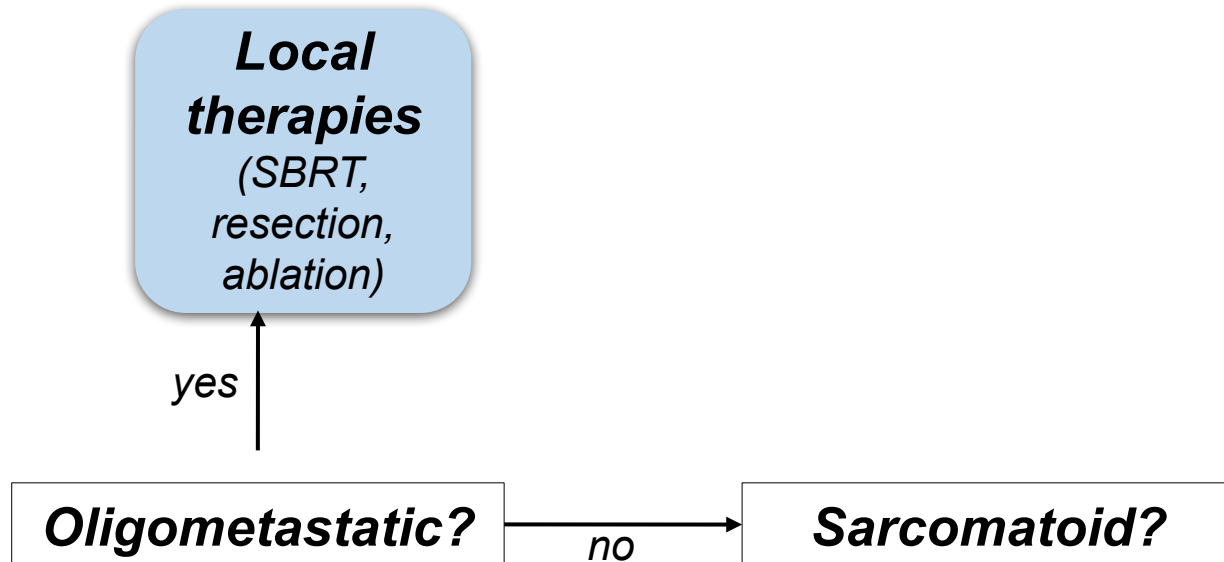 Local
therapies
(SBRT,
resection,
ablation)
yes
Oligometastatic?
no
Sarcomatoid?